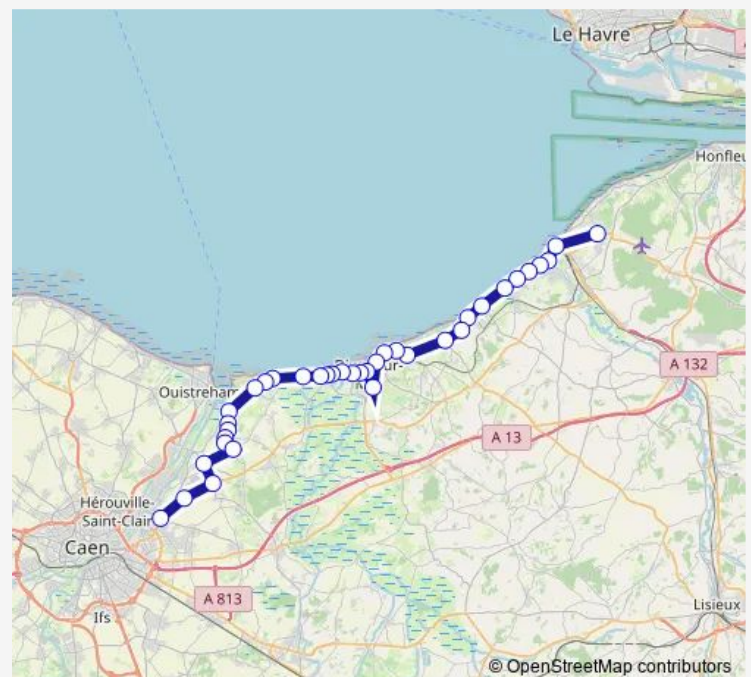 Le Havre
Honfleu
A 132
Ouistreham
A 13
Hérouville-
Saint-Clair
Caen
A 813
Ifs
Lisieux
© OpenStreetMap contributors